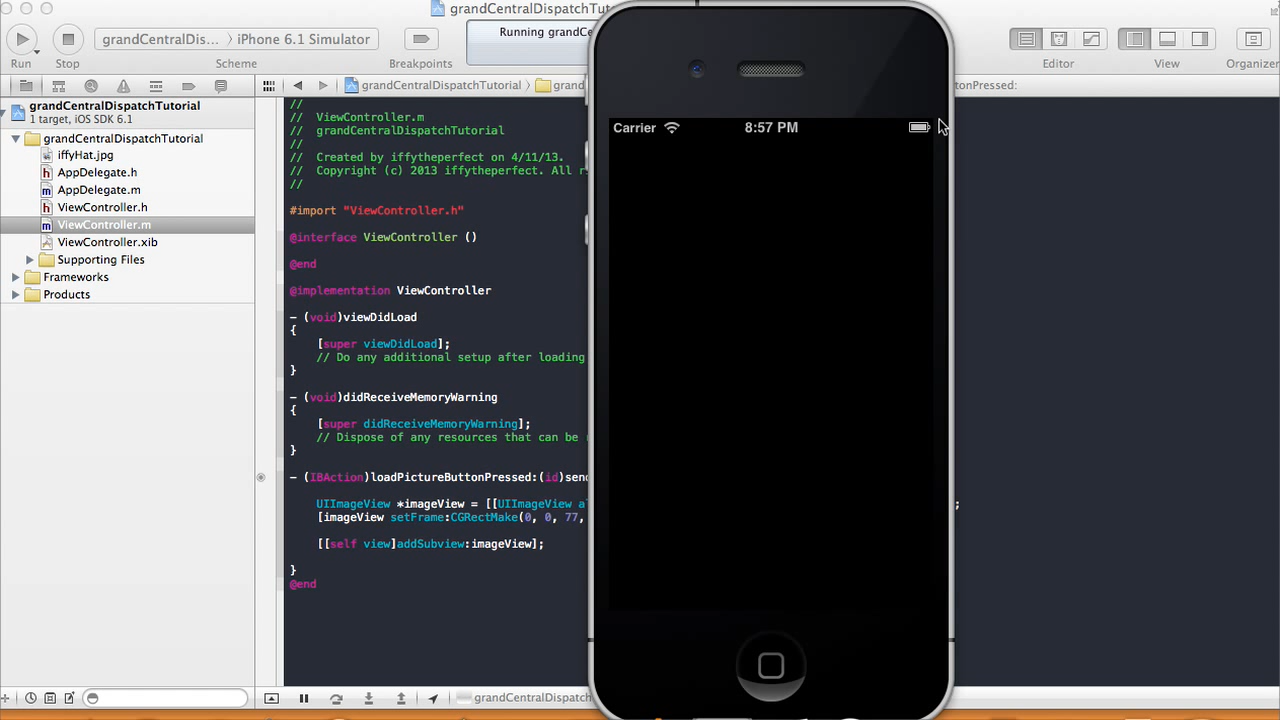 grandCentralDispatchTuto
grandCentralDis... iPhone 6.1 Simulator
Running grandCe
Run
Stop
Scheme
Breakpoints
Editor
View
Organizer
grandCentralDispatchTutorial
1 target, iOS SDK 6.1
grandCentralDispatchTutorial
iffyHat.jpg
AppDelegate.h
AppDelegate.m
ViewController.h
ViewController.m
ViewController.xib
Supporting Files
Frameworks
Products
grandCentralDispatchTutorial grand
onPressed:
//
// ViewController.m
// grandCentralDispatchTutorial
//
// Created by iffytheperfect on 4/11/13.
// Copyright (c) 2013 iffytheperfect. All r
//
#import "ViewController.h"
@interface ViewController ()
@end
@implementation ViewController
- (void)viewDidLoad
{
[super viewDidLoad];
// Do any additional setup after loading
}
- (void)didReceiveMemoryWarning
{
[super didReceiveMemoryWarning];
// Dispose of any resources that can be
}
- (IBAction)loadPictureButtonPressed:(id)send
UIImageView *imageView = [[UIImageView al
;
[imageView setFrame:CGRectMake(0, 0, 77,
[[self view]addSubview:imageView];
}
@end
grandCentralDispatch
Carrier 8:57 PM